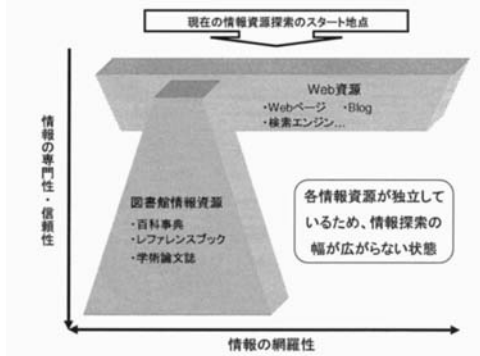 現在の情報資源探索のスタート地点
Web資源
・Webページ ・Blog
・検索エンジン…
情報の専門性・信頼性
図書館情報資源
・百科事典
・レファレンスブック
・学術論文誌
各情報資源が独立して
いるため、情報探索の
幅が広がらない状態
情報の網羅性